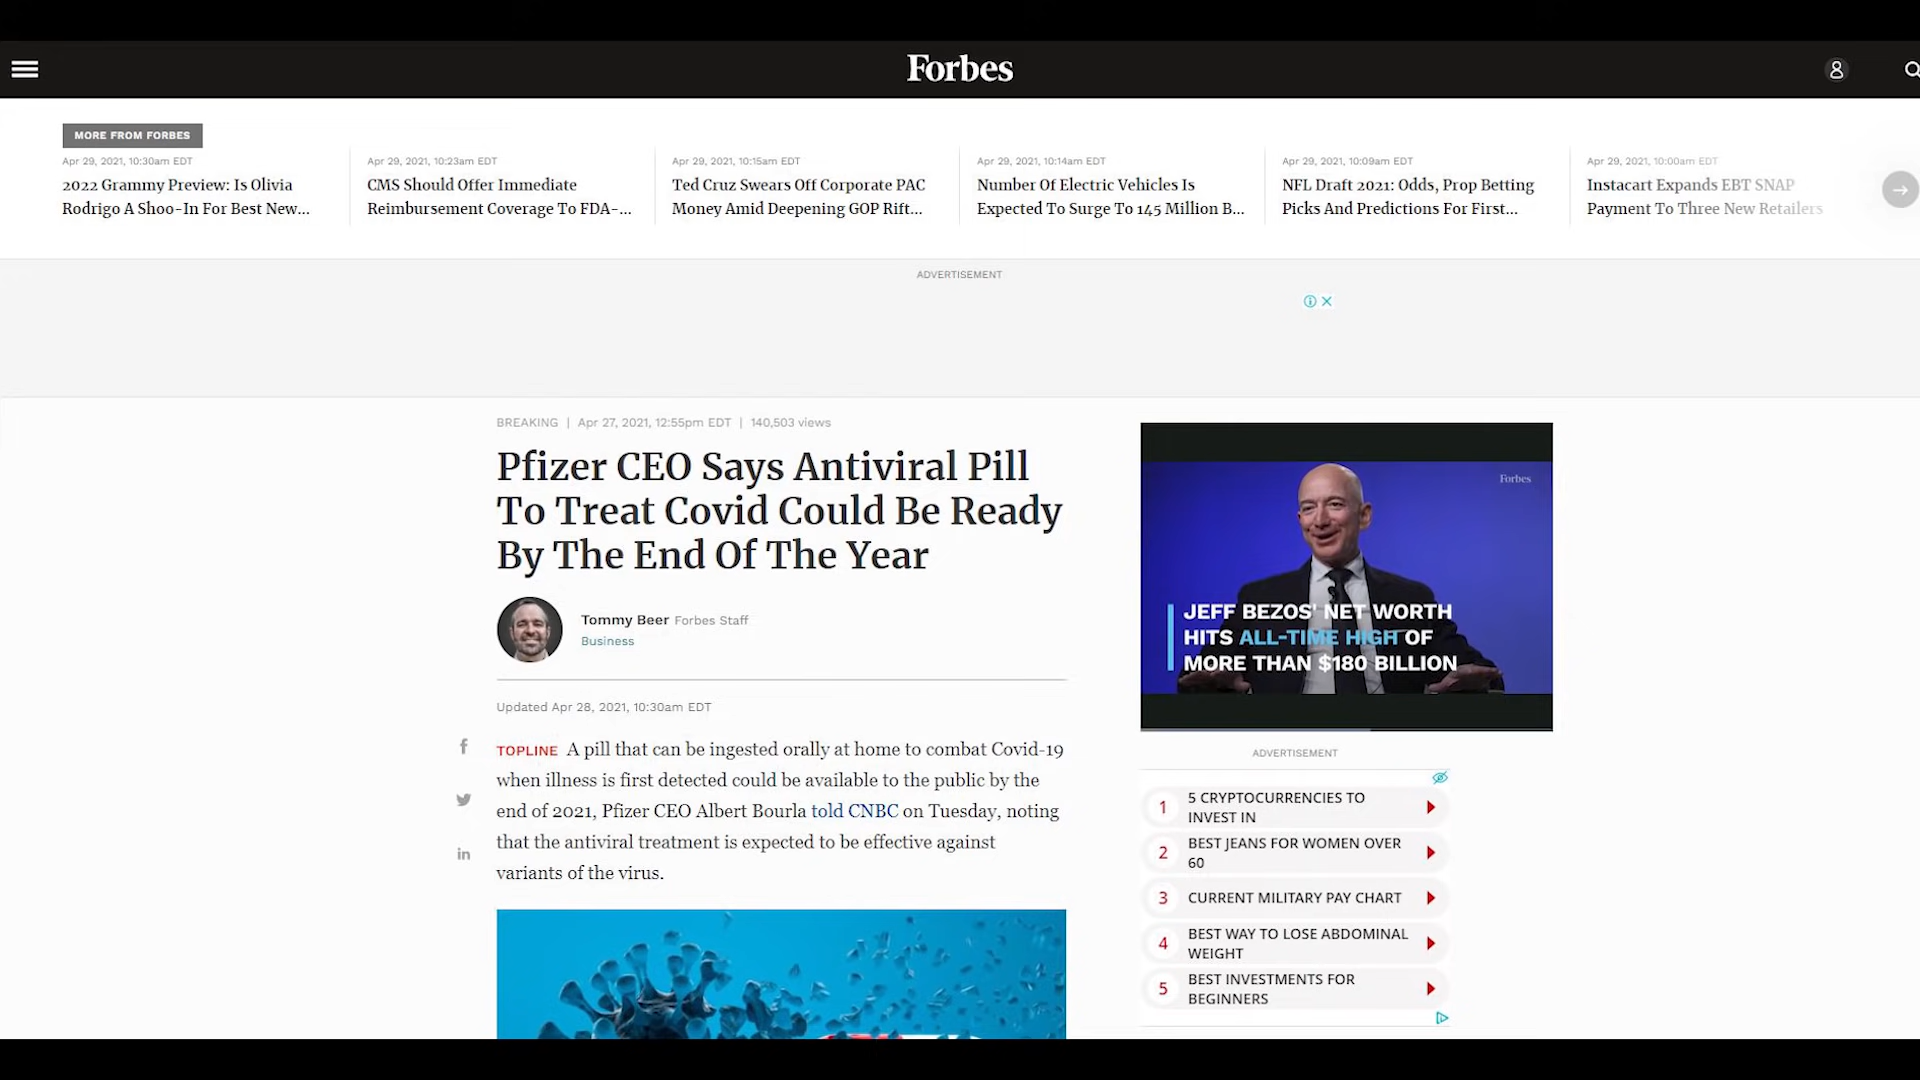 Forbes
MORE FROM FORBES
Apr 29, 2021, 10:30am EDT
2022 Grammy Preview: Is Olivia
Rodrigo A Shoo-In For Best New...
Apr 29, 2021, 10:23am EDT
CMS Should Offer Immediate
Reimbursement Coverage To FDA-...
Apr 29, 2021, 10:15am EDT
Ted Cruz Swears Off Corporate PAC
Money Amid Deepening GOP Rift...
Apr 29, 2021, 10:14am EDT
Number Of Electric Vehicles Is
Expected To Surge To 145 Million B...
Apr 29, 2021, 10:09am EDT
NFL Draft 2021: Odds, Prop Betting
Picks And Predictions For First...
Apr 29, 2021, 10:00am EDT
Instacart Expands EBT SNAP
Payment To Three New Retailers
ADVERTISEMENT
BREAKING | Apr 27, 2021, 12:55pm EDT | 140,503 views
Pfizer CEO Says Antiviral Pill
To Treat Covid Could Be Ready
By The End Of The Year
Tommy Beer Forbes Staff
Business
Updated Apr 28, 2021, 10:30am EDT
TOPLINE A pill that can be ingested orally at home to combat Covid-19
when illness is first detected could be available to the public by the
end of 2021, Pfizer CEO Albert Bourla told CNBC on Tuesday, noting
that the antiviral treatment is expected to be effective against
variants of the virus.
Forbes
JEFF BEZOS' NET WORTH
HITS ALL-TIME HIGH OF
MORE THAN $180 BILLION
ADVERTISEMENT
1 5 CRYPTOCURRENCIES TO
INVEST IN
2 BEST JEANS FOR WOMEN OVER
60
3 CURRENT MILITARY PAY CHART
4 BEST WAY TO LOSE ABDOMINAL
WEIGHT
5 BEST INVESTMENTS FOR
BEGINNERS